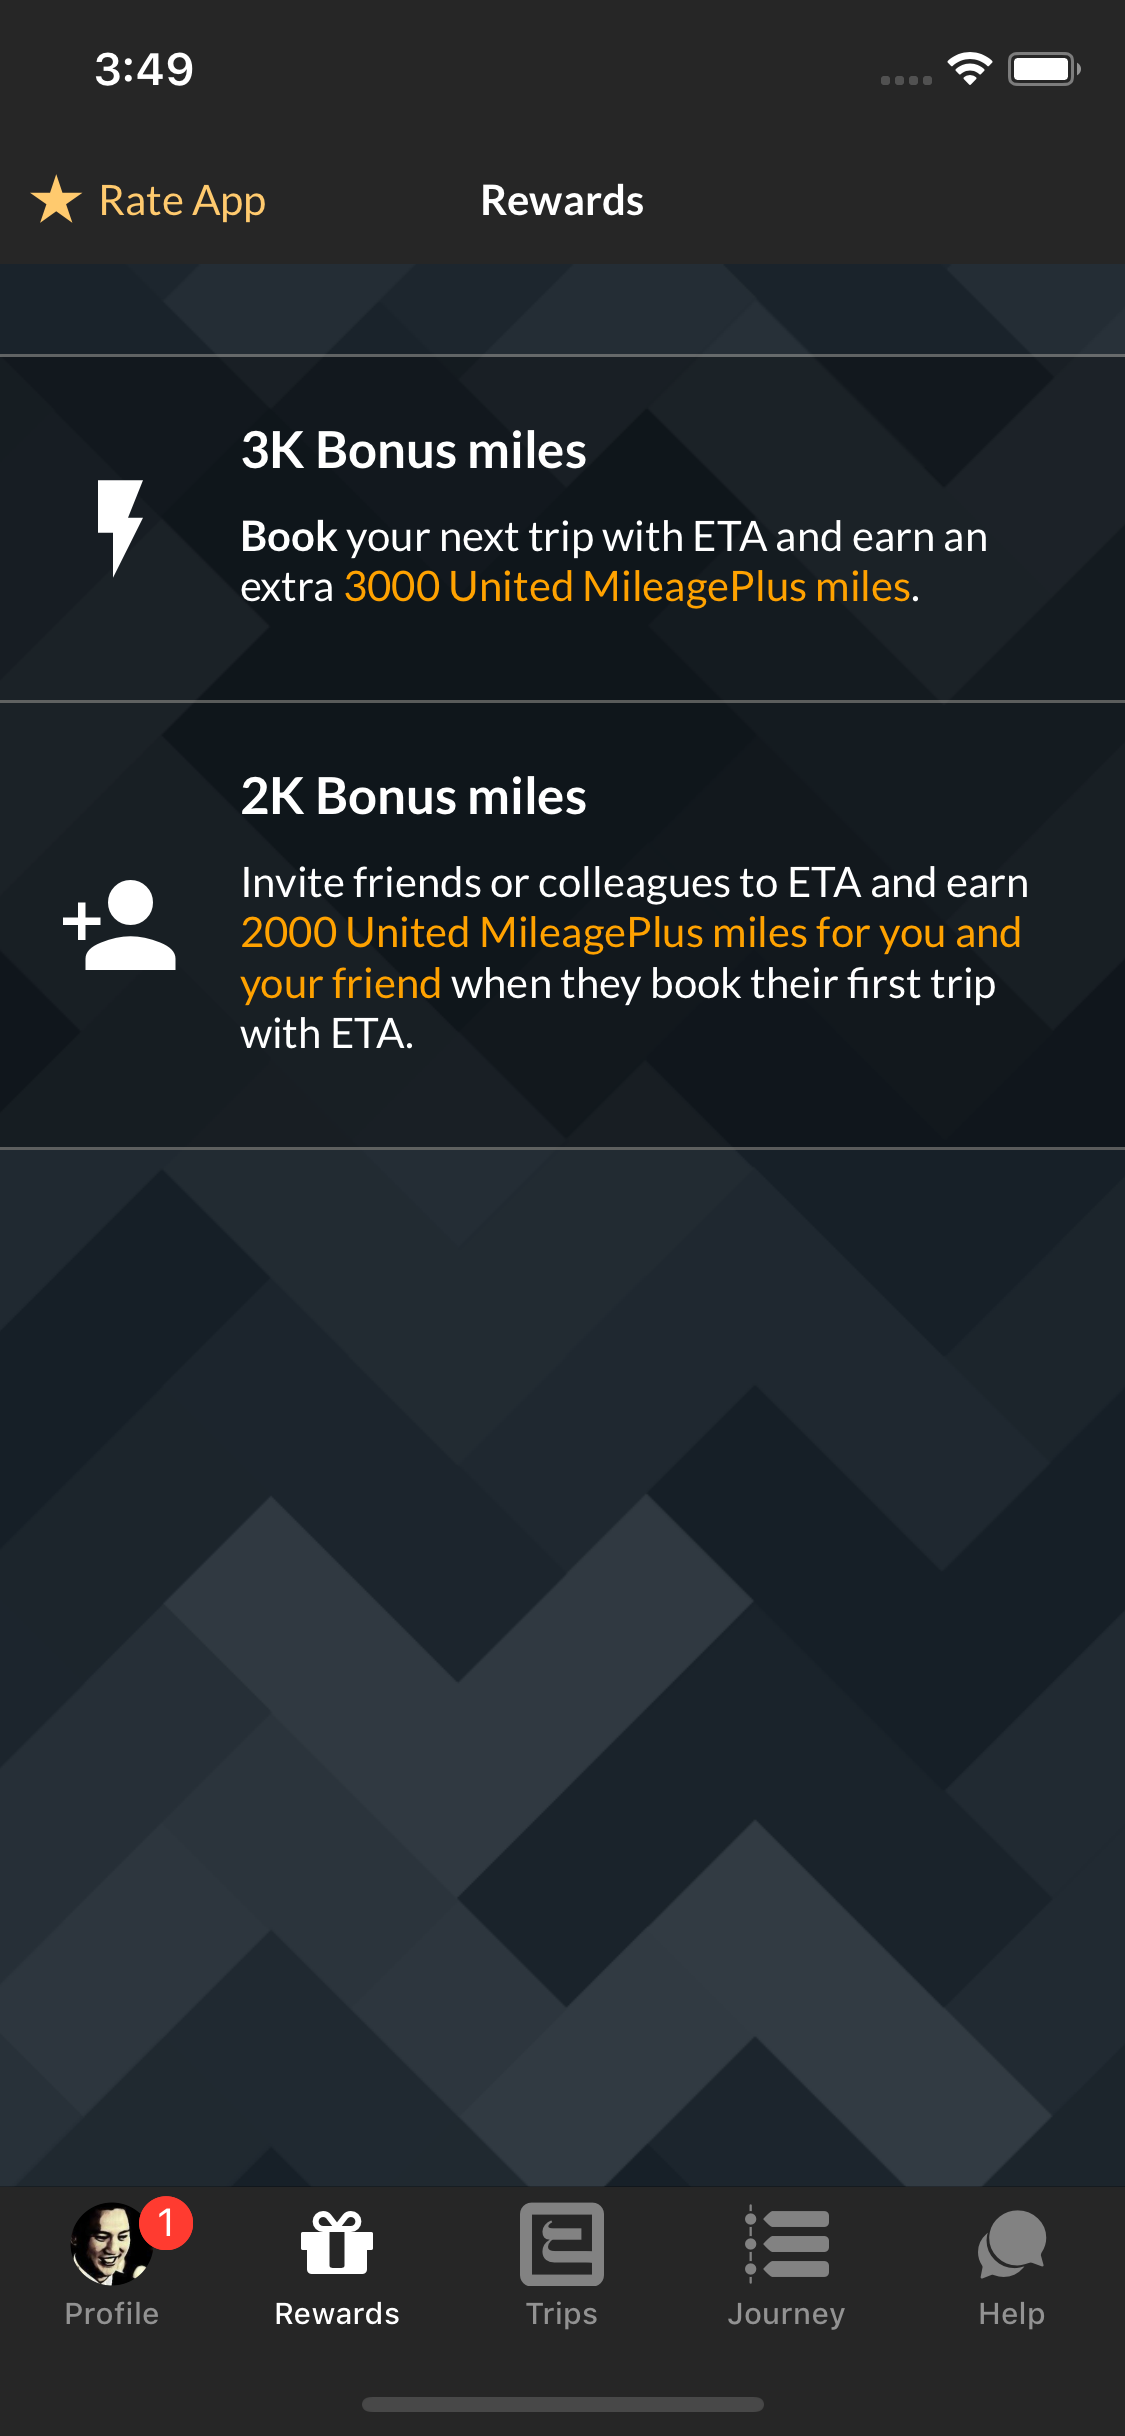 3:49
Rate App
Rewards
3K Bonus miles
Book your next trip with ETA and earn an
extra 3000 United MileagePlus miles.
2K Bonus miles
Invite friends or colleagues to ETA and earn
2000 United MileagePlus miles for you and
your friend when they book their first trip
with ETA.
1
Profile
Rewards
Trips
Journey
Help